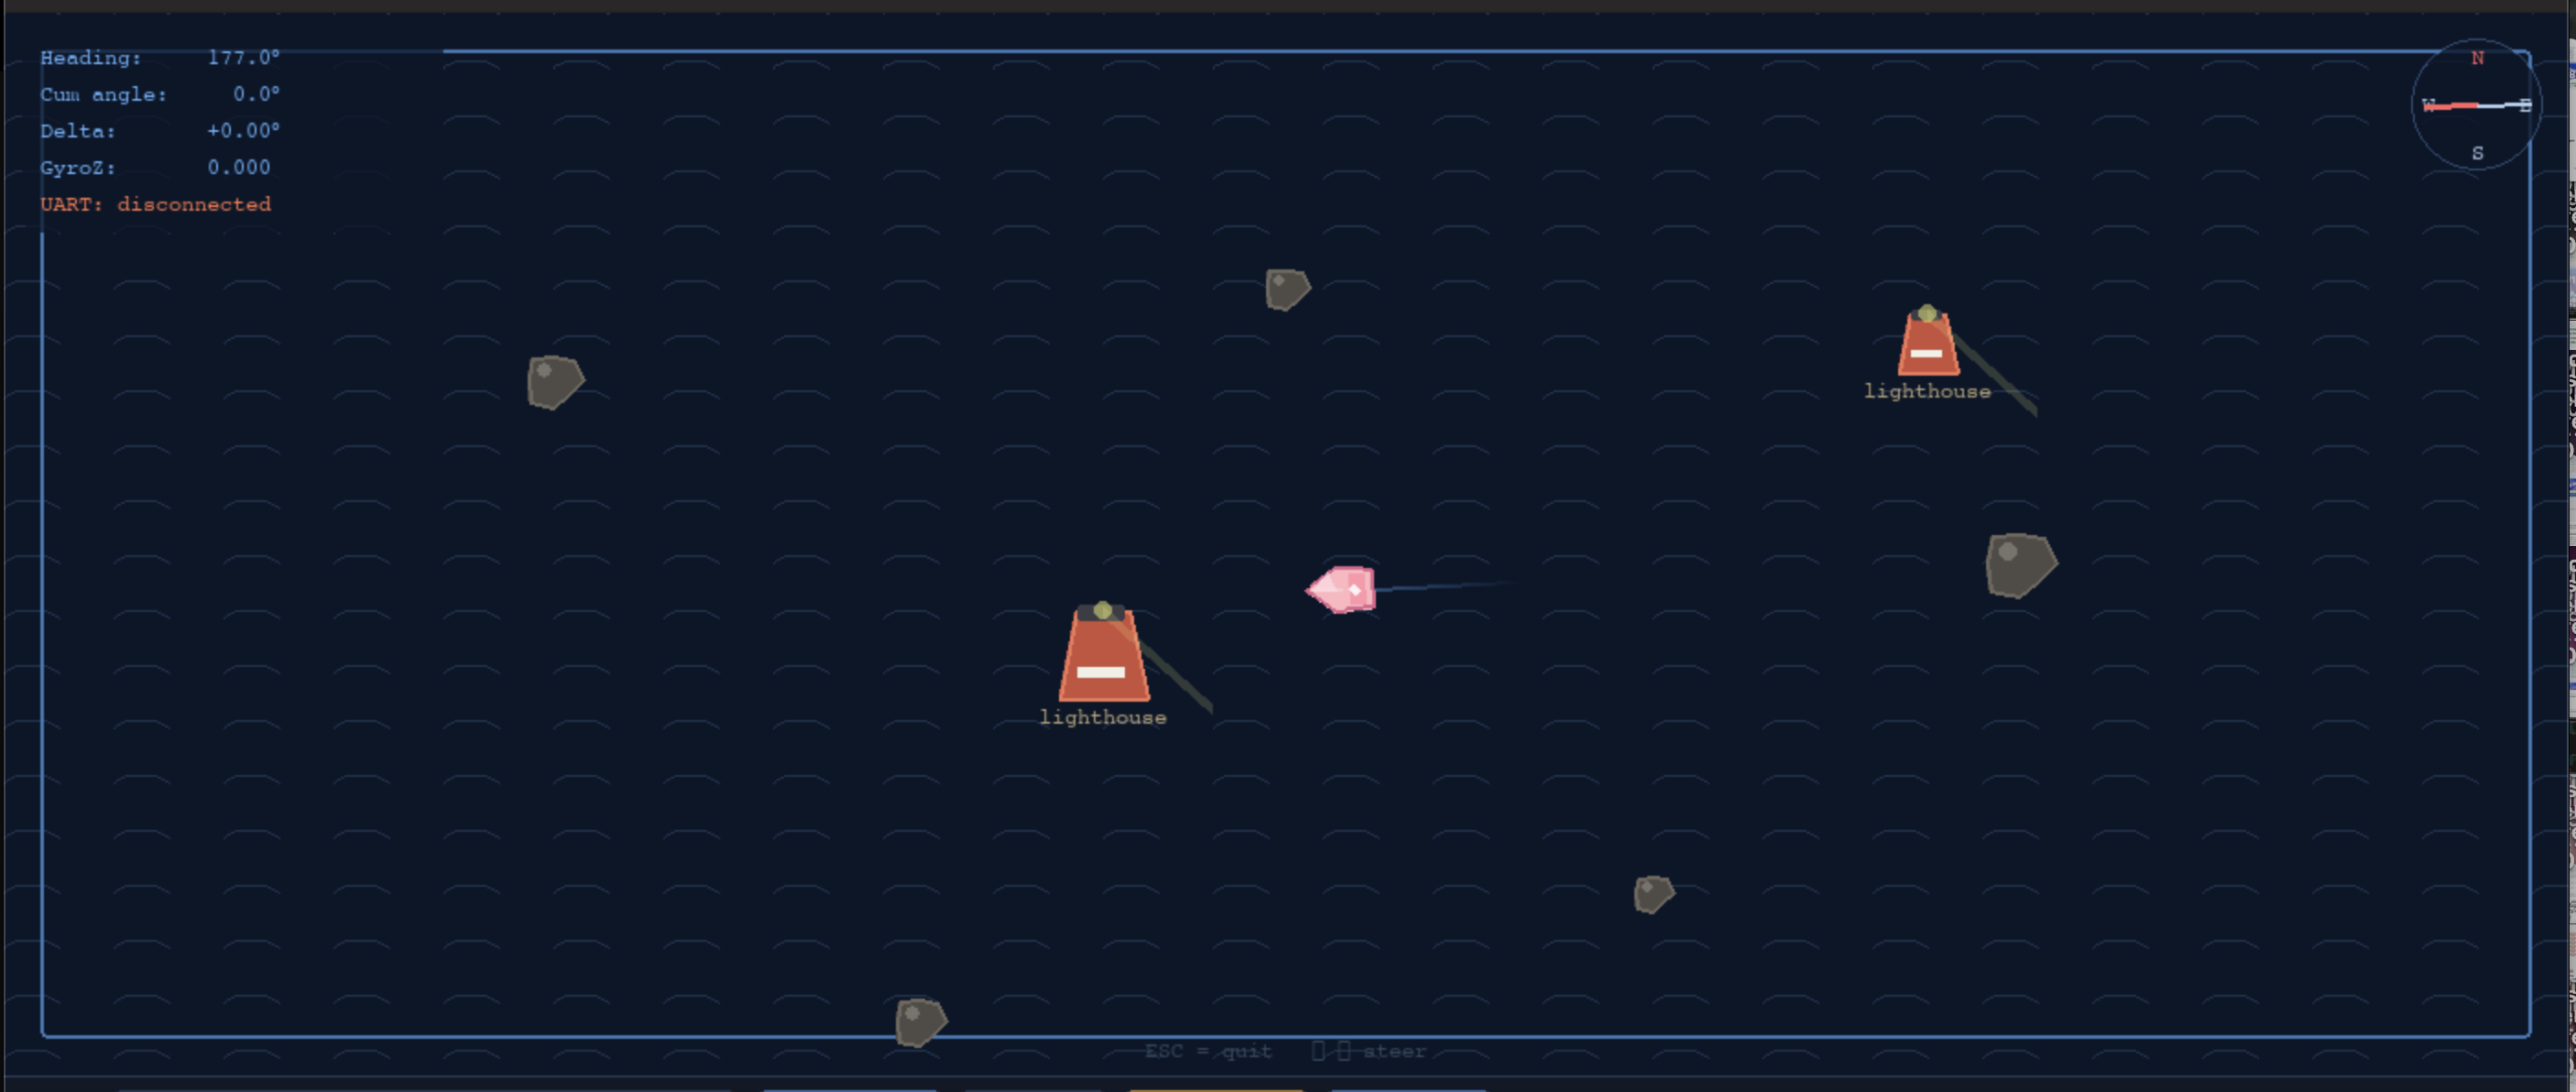 Heading: 177.0°
Cum angle: 0.0°
Delta: +0.00°
GyroZ: 0.000
UART: disconnected
N
W E
S
lighthouse
lighthouse
ESC = quit steer